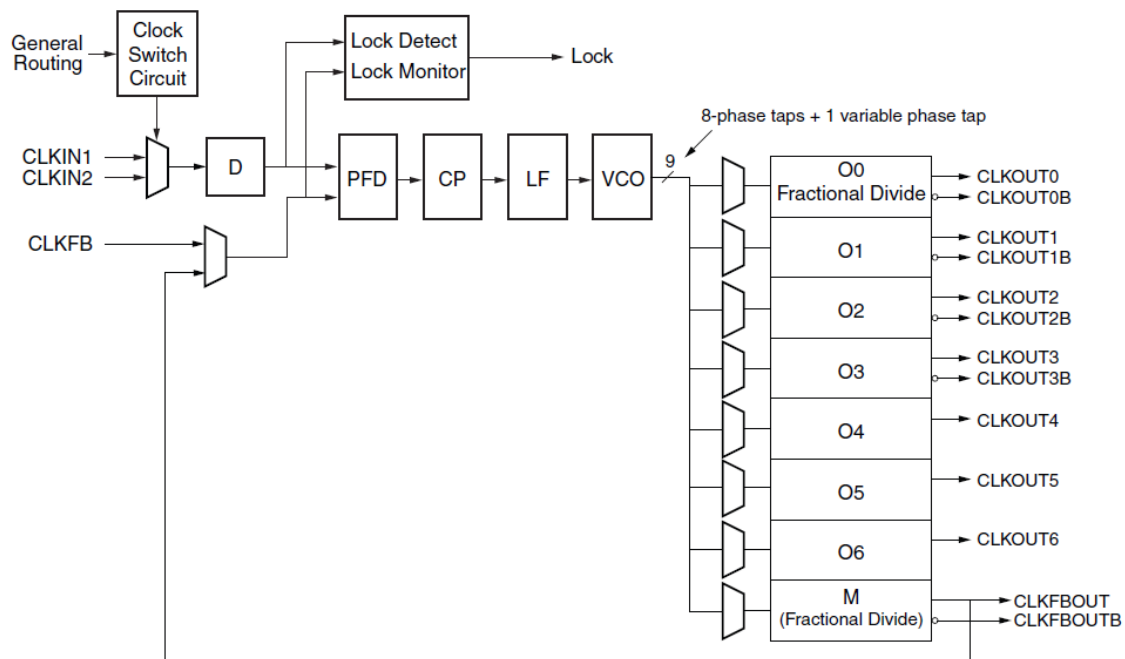 General
Routing
Clock
Switch
Circuit
Lock Detect
Lock Monitor
Lock
8-phase taps + 1 variable phase tap
CLKIN1
CLKIN2
D
PFD
CP
LF
VCO
9
CLKFB
O0
Fractional Divide
CLKOUT0
CLKOUT0B
O1
CLKOUT1
CLKOUT1B
O2
CLKOUT2
CLKOUT2B
O3
CLKOUT3
CLKOUT3B
O4
CLKOUT4
O5
CLKOUT5
O6
CLKOUT6
M
(Fractional Divide)
CLKFBOUT
CLKFBOUTB